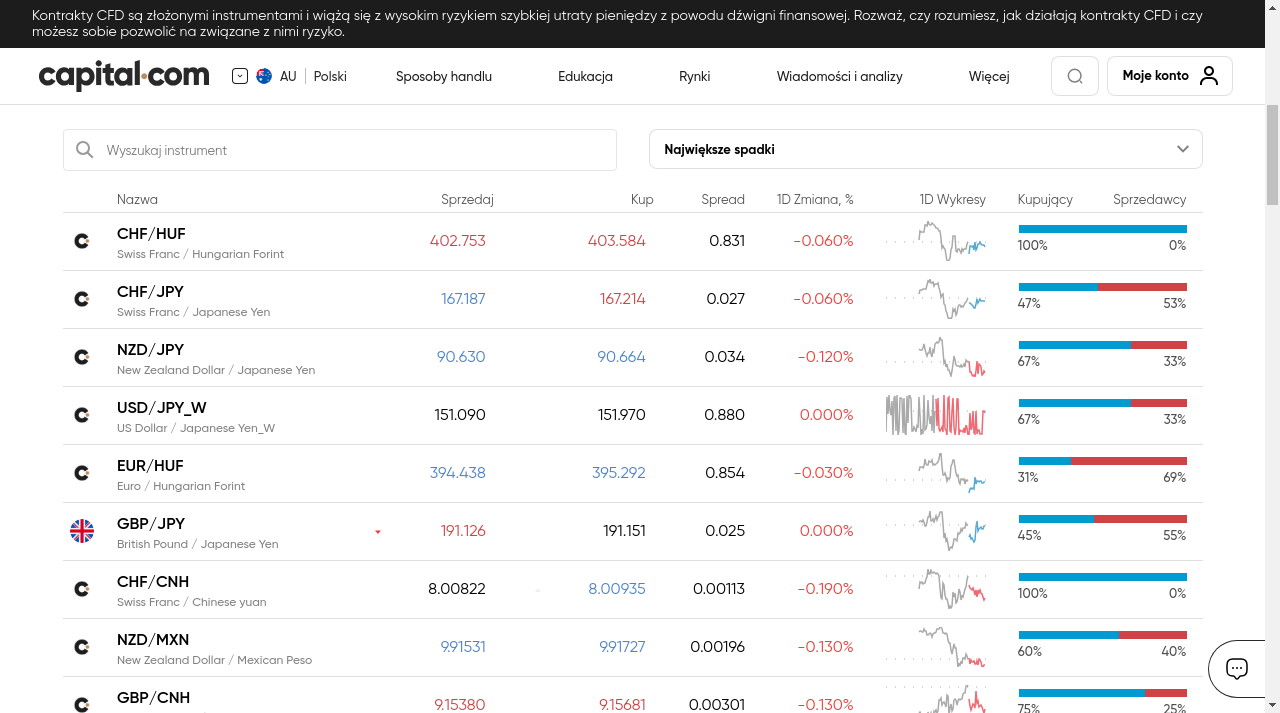 Kontrakty CFD są złożonymi instrumentami i wiążą się z wysokim ryzykiem szybkiej utraty pieniędzy z powodu dźwigni finansowej. Rozważ, czy rozumiesz, jak działają kontrakty CFD i czy
możesz sobie pozwolić na związane z nimi ryzyko.
capital.com AU Polski Sposoby handlu Edukacja Rynki Wiadomości i analizy Więcej Moje konto
Wyszukaj instrument Największe spadki
Nazwa Sprzedaj Kup Spread 1D Zmiana, % 1D Wykresy Kupujący Sprzedawcy
CHF/HUF 402.753 403.584 0.831 -0.060% 100% 0%
Swiss Franc / Hungarian Forint
CHF/JPY 167.187 167.214 0.027 -0.060% 47% 53%
Swiss Franc / Japanese Yen
NZD/JPY 90.630 90.664 0.034 -0.120% 67% 33%
New Zealand Dollar / Japanese Yen
USD/JPY_W 151.090 151.970 0.880 0.000% 67% 33%
US Dollar / Japanese Yen_W
EUR/HUF 394.438 395.292 0.854 -0.030% 31% 69%
Euro / Hungarian Forint
GBP/JPY 191.126 191.151 0.025 0.000% 45% 55%
British Pound / Japanese Yen
CHF/CNH 8.00822 8.00935 0.00113 -0.190% 100% 0%
Swiss Franc / Chinese yuan
NZD/MXN 9.91531 9.91727 0.00196 -0.130% 60% 40%
New Zealand Dollar / Mexican Peso
GBP/CNH 9.15380 9.15681 0.00301 -0.130% 75% 25%